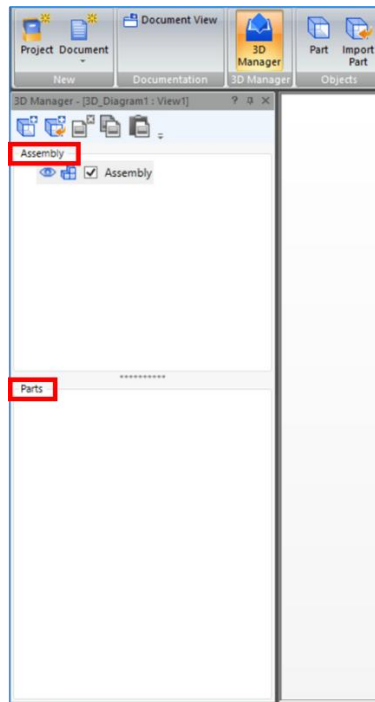 Document View
Project Document
3D
Manager
Part Import
Part
New Documentation 3D Manager Objects
3D Manager - [3D_Diagram1 : View1] ?
Assembly
Assembly
Parts